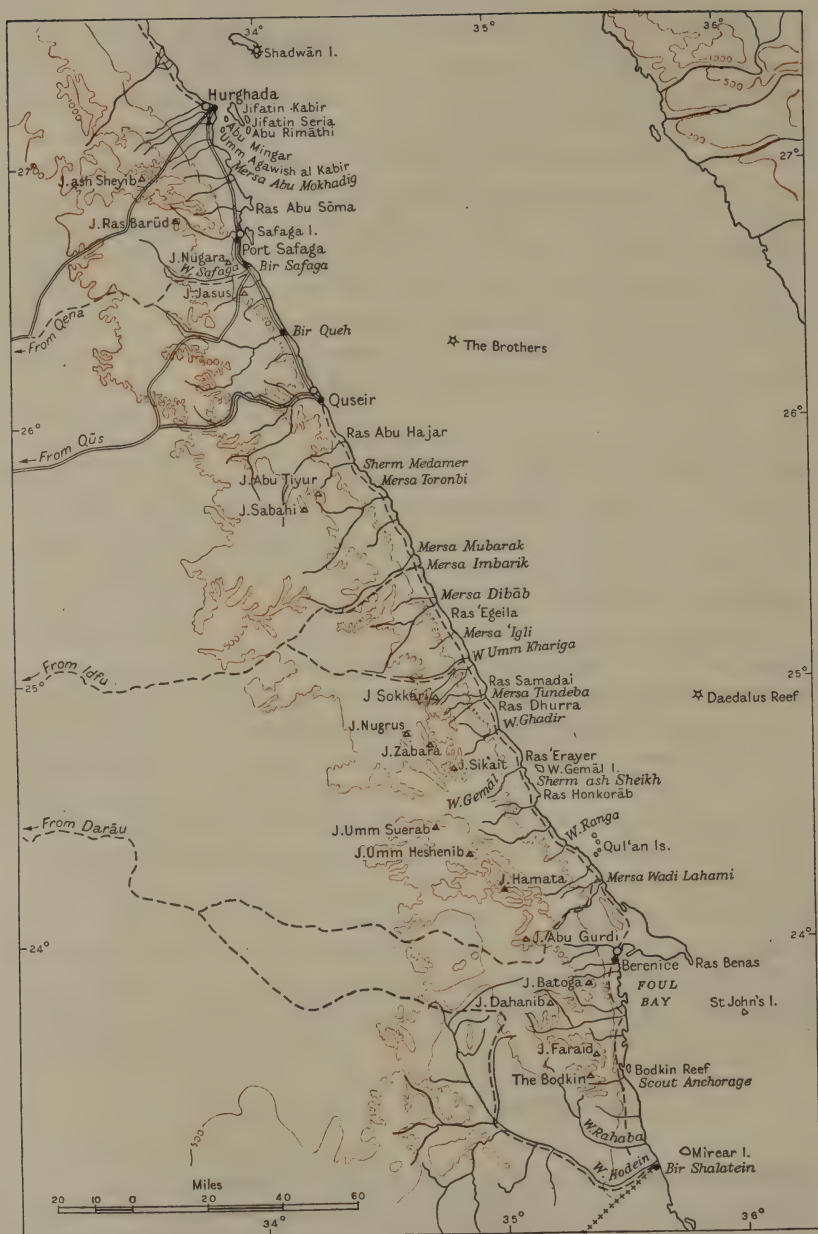 34°
35°
36°
Shadwān I.
1000
500
Hurghada
Jifatin Kabir
Jifatin Seria
Abu Rimāthi
Abu Mingar
Umm Agawish al Kabir
Mersa Abu Mokhadig
27°
27°
J.ash Sheyib
Ras Abu Sōma
J.Ras Barūd
Safaga I.
Port Safaga
J.Nūgara
W. Safaga
Bir Safaga
J.Jasus
From Qena
Bir Queh
The Brothers
Quseir
26°
26°
From Qūs
Ras Abu Hajar
Sherm Medamer
J.Abu Tiyur
Mersa Toronbi
J.Sabahi
Mersa Mubarak
Mersa Imbarik
Mersa Dibāb
Ras 'Egeila
Mersa 'Igli
W Umm Khariga
From Idfu
25°
25°
Ras Samadai
J Sokkari
Mersa Tundeba
Daedalus Reef
Ras Dhurra
J.Nugrus
W.Ghadir
J.Zabara
Ras 'Erayer
J.Sikait
W.Gemāl I.
Sherm ash Sheikh
W.Gemāl
Ras Honkorāb
From Darāu
J.Umm Suerab
W.Ranga
J.Umm Heshenib
Qul'an Is.
J.Hamata
Mersa Wadi Lahami
24°
24°
J.Abu Gurdi
Berenice
Ras Benas
J.Batoga
FOUL
BAY
J.Dahanib
St John's I.
J.Faraid
Bodkin Reef
The Bodkin
Scout Anchorage
500
W.Rahaba
Mirear I.
W. Hodein
Bir Shalatein
Miles
20 10 0 20 40 60
34°
35°
36°